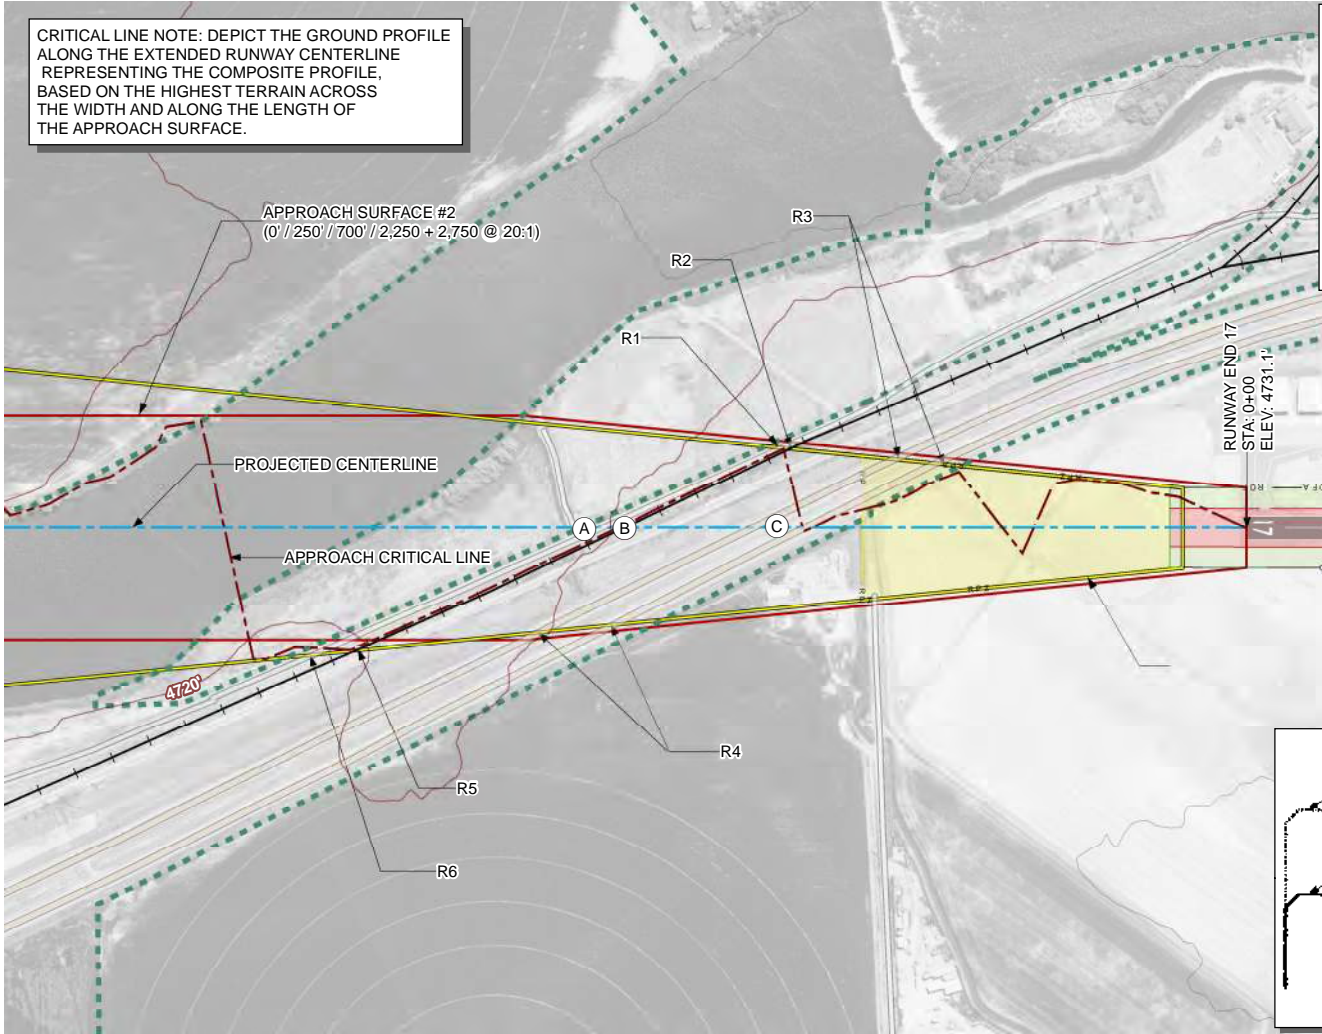 CRITICAL LINE NOTE: DEPICT THE GROUND PROFILE
ALONG THE EXTENDED RUNWAY CENTERLINE
REPRESENTING THE COMPOSITE PROFILE,
BASED ON THE HIGHEST TERRAIN ACROSS
THE WIDTH AND ALONG THE LENGTH OF
THE APPROACH SURFACE.
APPROACH SURFACE #2
(0' / 250' / 700' / 2,250 + 2,750 @ 20:1)
R3
R2
R1
RUNWAY END 17
STA: 0+00
ELEV: 4731.1'
PROJECTED CENTERLINE
A
B
C
17
APPROACH CRITICAL LINE
4720'
R4
R5
R6